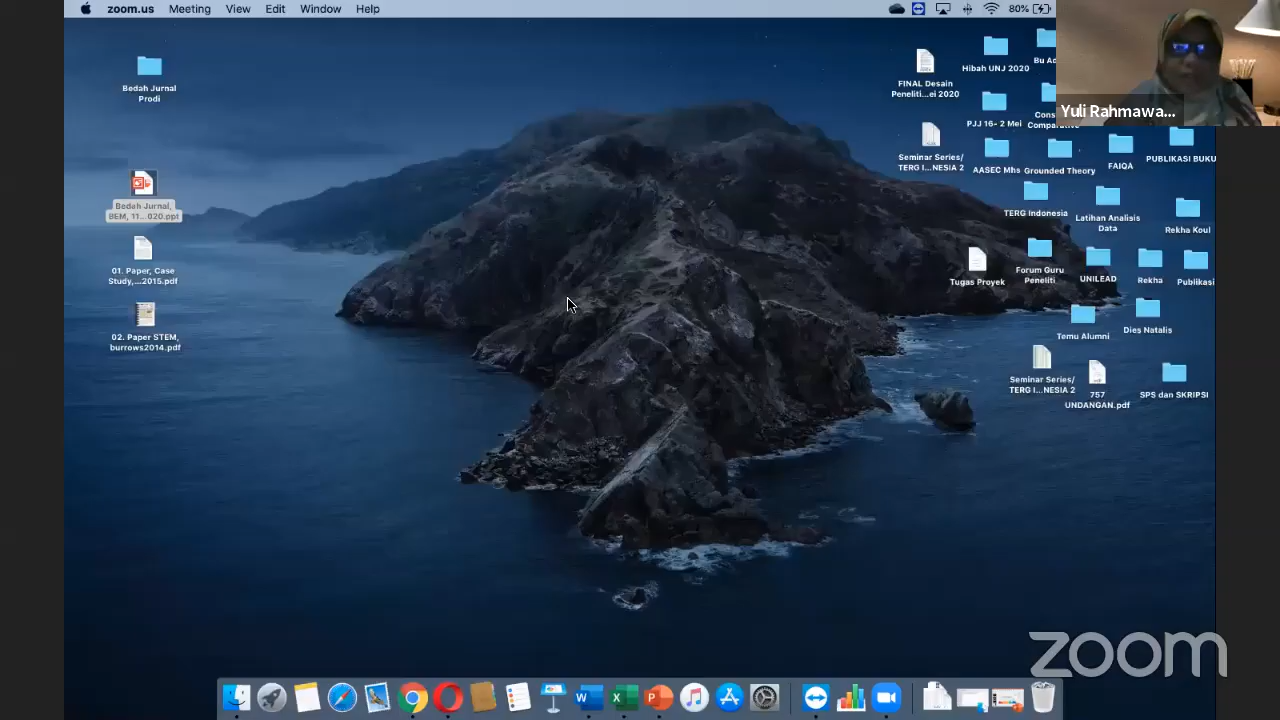 zoom.us Meeting View Edit Window Help
80%
Yuli Rahmawa...
Bedah Jurnal
Prodi
Bedah Jurnal,
BEM, 11...020.ppt
01. Paper, Case
Study,...2015.pdf
02. Paper STEM,
burrows2014.pdf
FINAL Desain
Peneliti...ei 2020
Hibah UNJ 2020
Bu Ad
PJJ 16- 2 Mei
Cons
Comparative
Seminar Series/
TERG I...NESIA 2
AASEC Mhs
Grounded Theory
FAIQA
PUBLIKASI BUKU
TERG Indonesia
Latihan Analisis
Data
Rekha Koul
Tugas Proyek
Forum Guru
Peneliti
UNILEAD
Rekha
Publikasi
Temu Alumni
Dies Natalis
Seminar Series/
TERG I...NESIA 2
757
UNDANGAN.pdf
SPS dan SKRIPSI
zoom